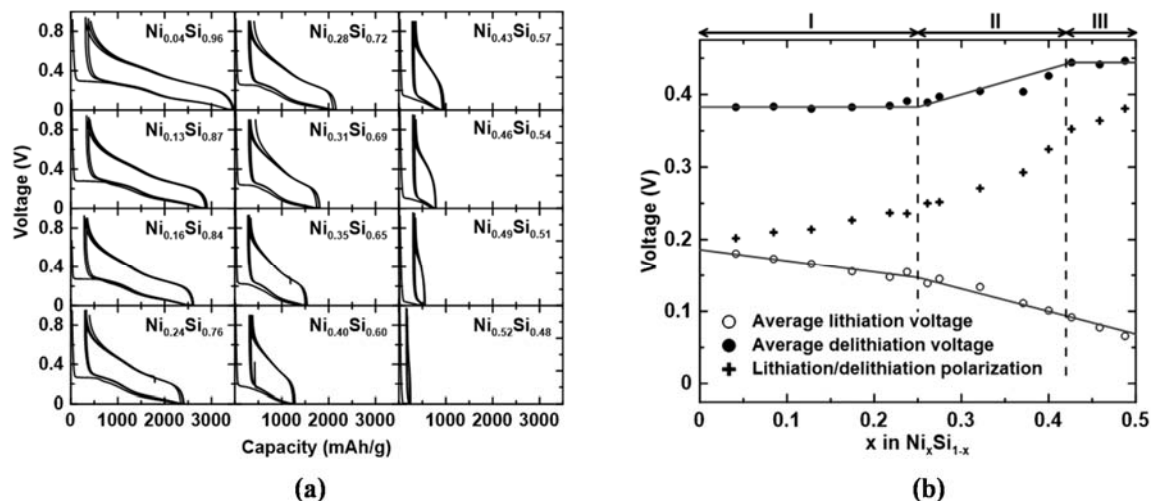 Voltage (V)
0.8
0.4
0
0.8
0.4
0
0.8
0.4
0
0.8
0.4
0
Ni0.04Si0.96
Ni0.28Si0.72
Ni0.43Si0.57
Ni0.13Si0.87
Ni0.31Si0.69
Ni0.46Si0.54
Ni0.16Si0.84
Ni0.35Si0.65
Ni0.49Si0.51
Ni0.24Si0.76
Ni0.40Si0.60
Ni0.52Si0.48
0 1000 2000 3000 1000 2000 3000 1000 2000 3000
Capacity (mAh/g)
(a)
I II III
Voltage (V)
0.4
0.3
0.2
0.1
0
Average lithiation voltage
Average delithiation voltage
Lithiation/delithiation polarization
0 0.1 0.2 0.3 0.4 0.5
x in NixSi1-x
(b)